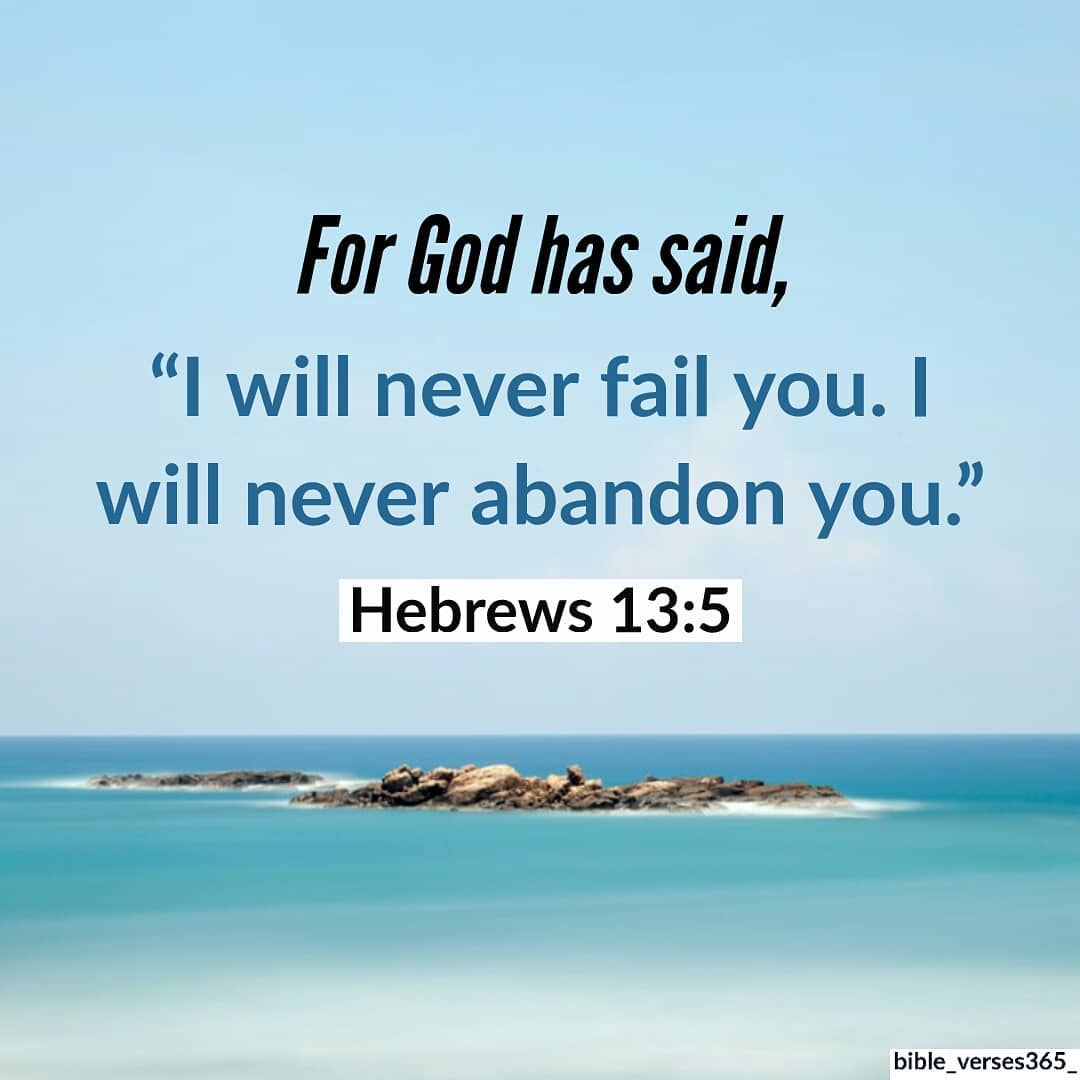 For God has said,
“I will never fail you. I
will never abandon you.”
Hebrews 13:5
bible_verses365_